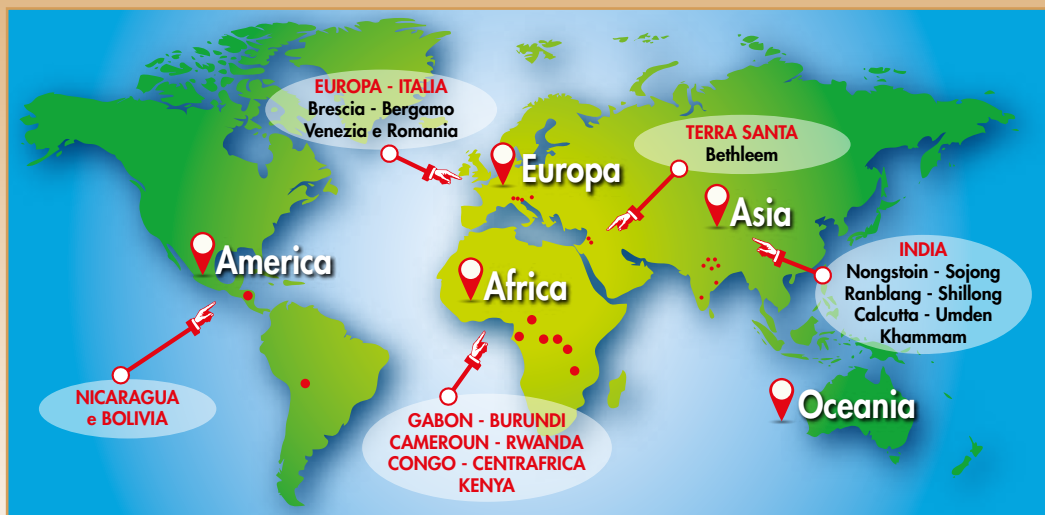 EUROPA - ITALIA
Brescia - Bergamo
Venezia e Romania
TERRA SANTA
Bethleem
Europa
Asia
America
Africa
INDIA
Nongstoin - Sojong
Ranblang - Shillong
Calcutta - Umden
Khammam
NICARAGUA
e BOLIVIA
GABON - BURUNDI
CAMEROUN - RWANDA
CONGO - CENTRAFRICA
KENYA
Oceania